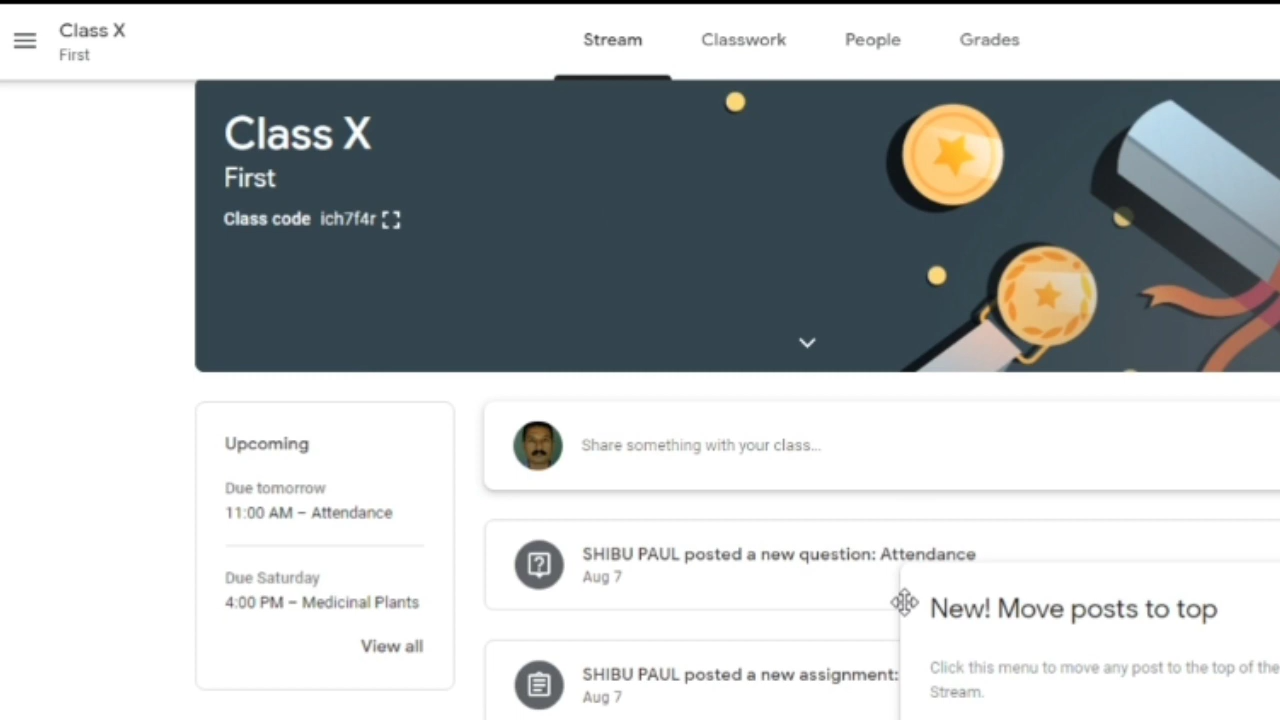 Class X
First
Stream
Classwork
People
Grades
Class X
First
Class code ich7f4r
Upcoming
Due tomorrow
11:00 AM – Attendance
Due Saturday
4:00 PM – Medicinal Plants
View all
Share something with your class...
SHIBU PAUL posted a new question: Attendance
Aug 7
SHIBU PAUL posted a new assignment:
Aug 7
New! Move posts to top
Click this menu to move any post to the top of the
Stream.